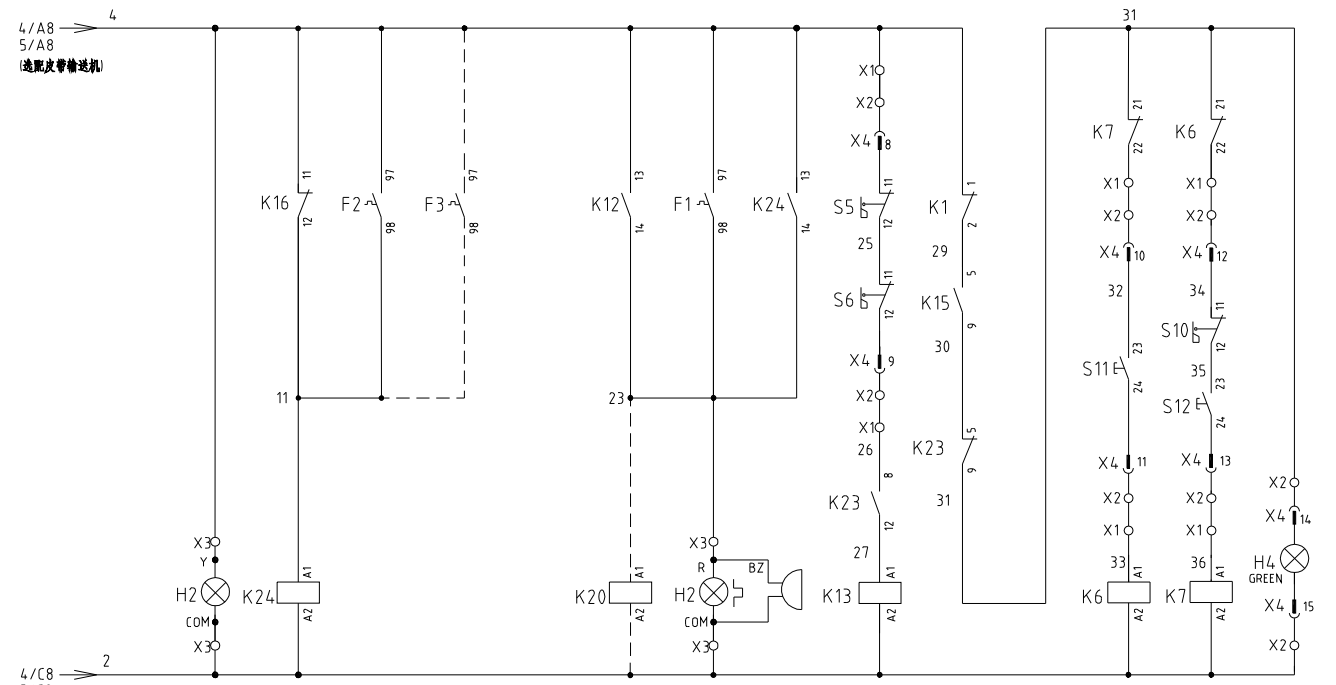 4/A8
4
5/A8
(选配皮带输送机)
31
X1
X2
X4 8
K16 11 12
F2 97 98
F3 97 98
K12 13 14
F1 97 98
K24 13 14
S5 11 12
25
S6 11 12
X4 9
X2
X1
26
K23 8 12
27
K1 1 2
29
K15 5 9
30
K23 5 9
31
K7 21 22
X1
X2
X4 10
32
S11 23 24
X4 11
X2
X1
33
K6 21 22
X1
X2
X4 12
34
S10 11 12
35
S12 23 24
X4 13
X2
X1
36
X2
X4 14
H4
GREEN
X4 15
X2
11
23
X3
Y
H2
COM
X3
K24 A1 A2
K20 A1 A2
X3
R BZ
H2
COM
X3
K13 A1 A2
K6 A1 A2
K7 A1 A2
4/C8
2